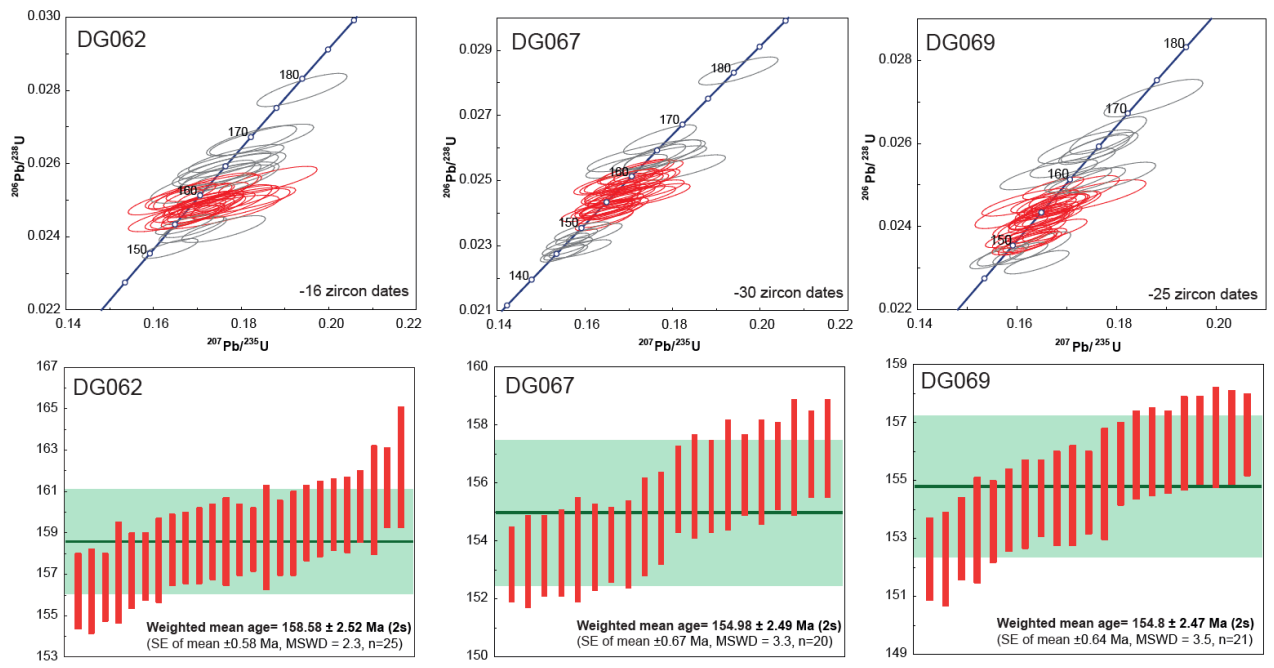 DG062
0.030
0.028
0.026
0.024
0.022
206Pb/238U
180
170
160
150
-16 zircon dates
0.14
0.16
0.18
0.20
0.22
207Pb/235U
DG067
0.029
0.027
0.025
0.023
0.021
206Pb/238U
180
170
160
150
140
-30 zircon dates
0.14
0.16
0.18
0.20
0.22
207Pb/235U
DG069
0.028
0.026
0.024
0.022
206Pb/238U
180
170
160
150
-25 zircon dates
0.14
0.16
0.18
0.20
207Pb/235U
DG062
167
165
163
161
159
157
155
153
Weighted mean age= 158.58 ± 2.52 Ma (2s)
(SE of mean ±0.58 Ma, MSWD = 2.3, n=25)
DG067
160
158
156
154
152
150
Weighted mean age= 154.98 ± 2.49 Ma (2s)
(SE of mean ±0.67 Ma, MSWD = 3.3, n=20)
DG069
159
157
155
153
151
149
Weighted mean age= 154.8 ± 2.47 Ma (2s)
(SE of mean ±0.64 Ma, MSWD = 3.5, n=21)